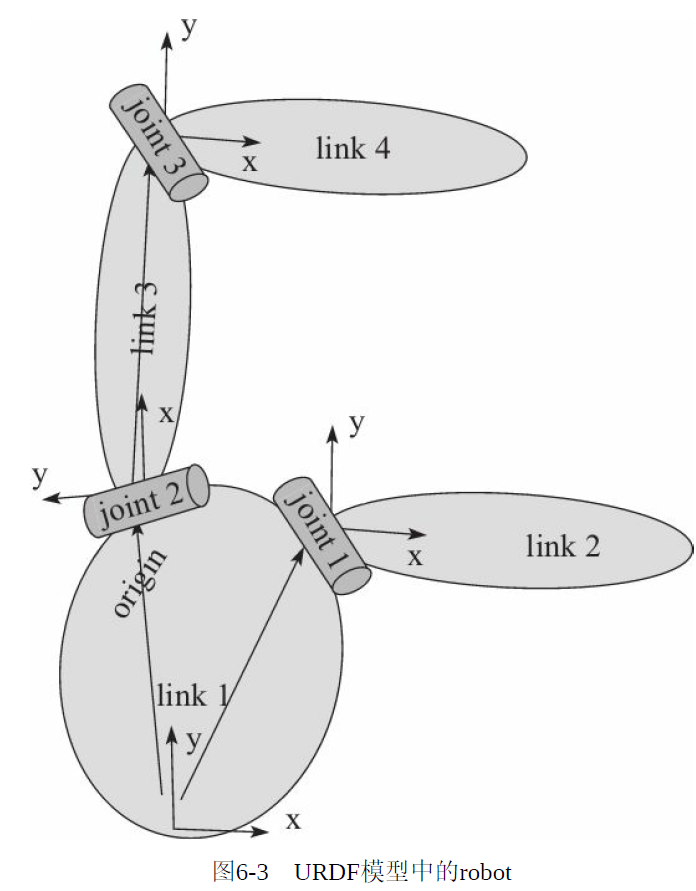 y
joint 3
x
link 4
link 3
x
y
y
joint 2
joint 1
x
link 2
origin
link 1
y
x
图6-3 URDF模型中的robot